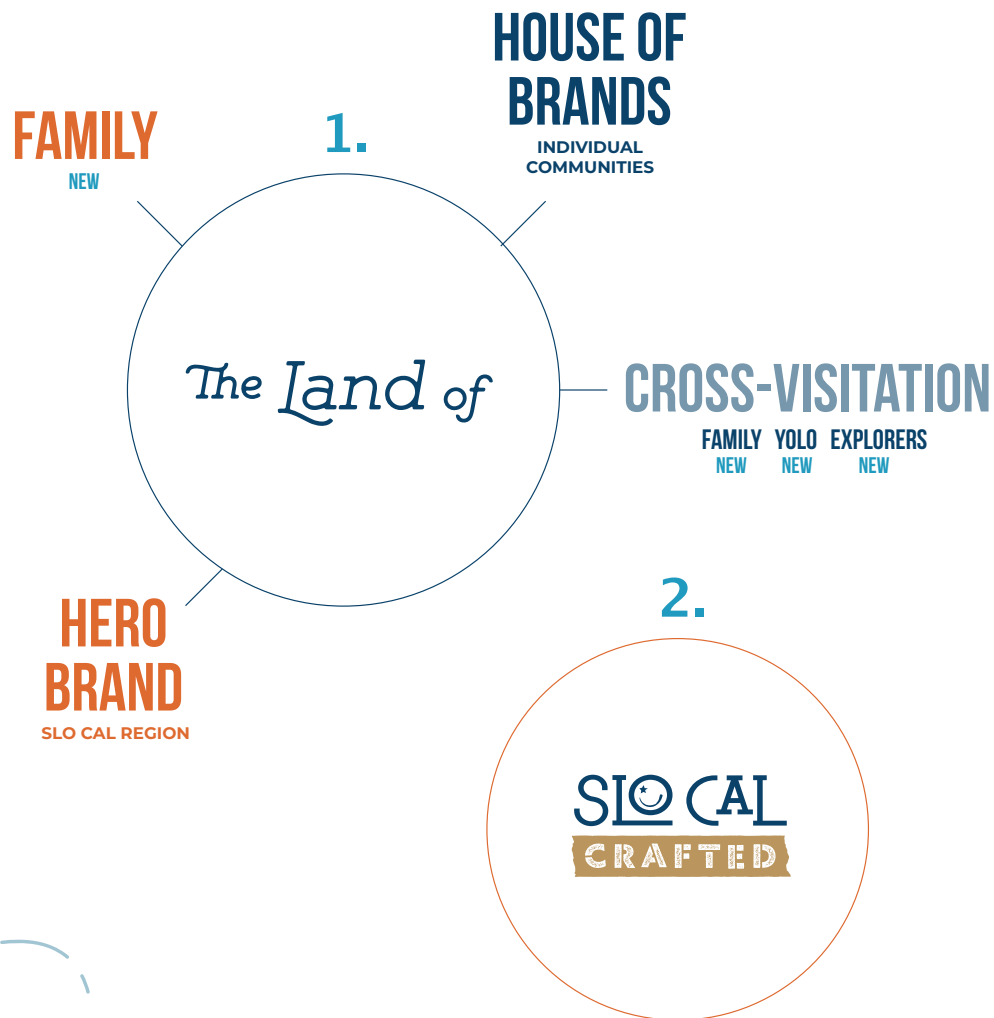 HOUSE OF
BRANDS
INDIVIDUAL
COMMUNITIES
FAMILY
NEW
1.
The Land of
CROSS-VISITATION
FAMILY YOLO EXPLORERS
NEW NEW NEW
HERO
BRAND
SLO CAL REGION
2.
SLO CAL
CRAFTED